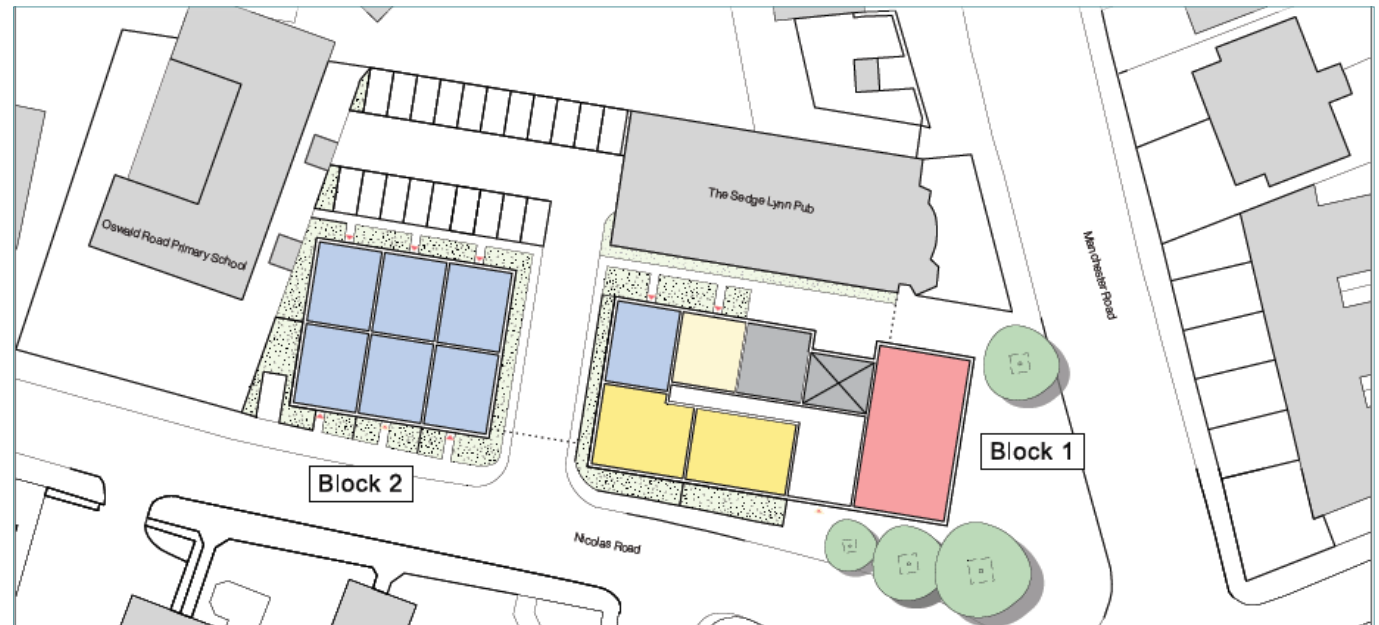 The Sedge Lynn Pub
Oswald Road Primary School
Manchester Road
Block 1
Block 2
Nicolas Road